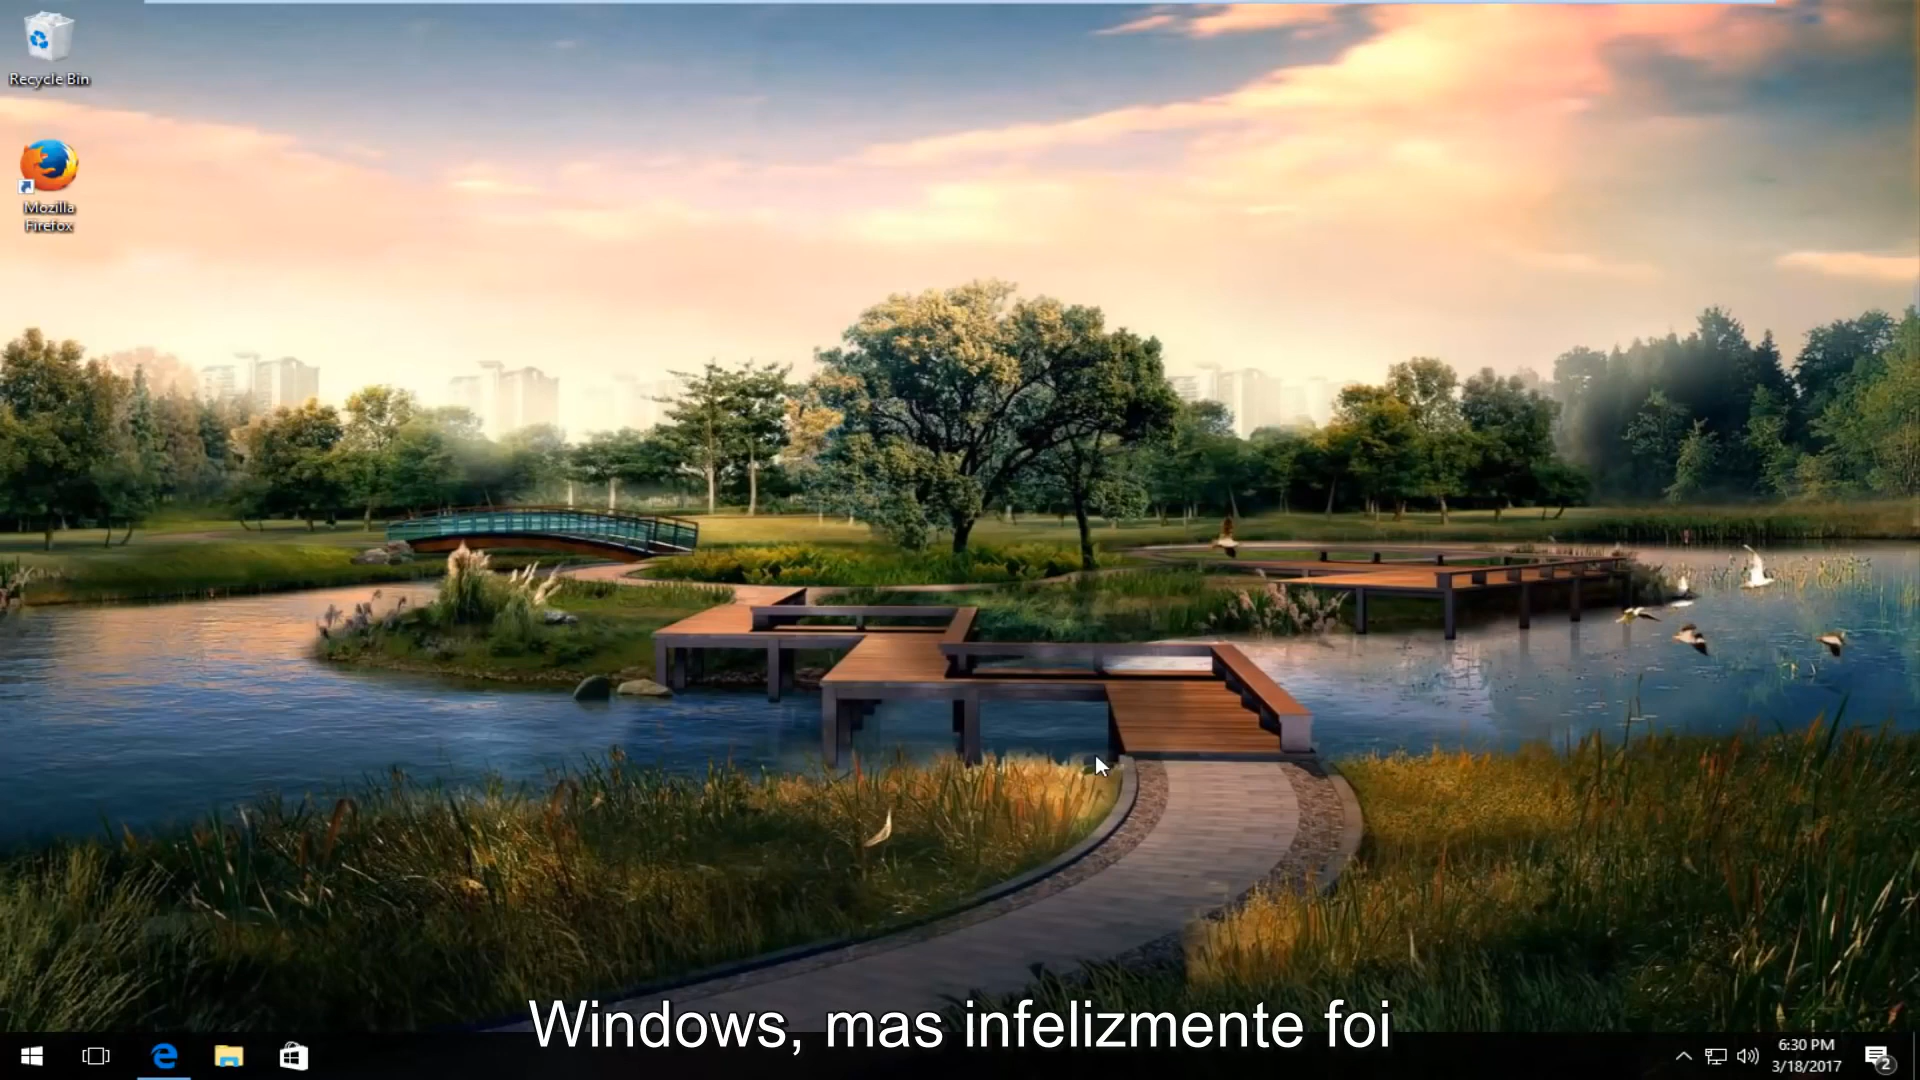 Recycle Bin
Mozilla
Firefox
Windows, mas infelizmente foi
6:30 PM
3/18/2017
2